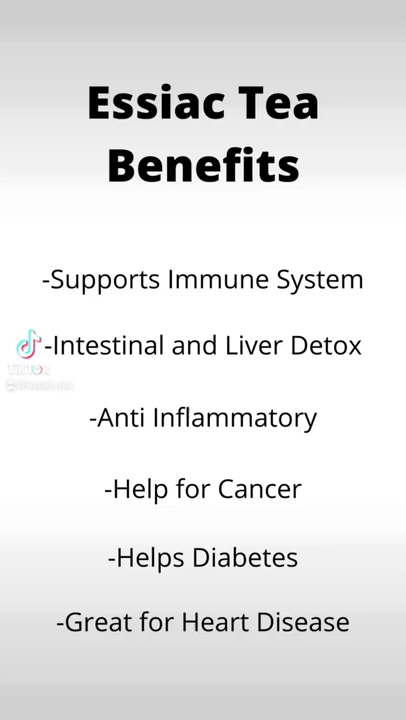 Essiac Tea
Benefits
-Supports Immune System
-Intestinal and Liver Detox
TikTok
-Anti Inflammatory
-Help for Cancer
-Helps Diabetes
-Great for Heart Disease